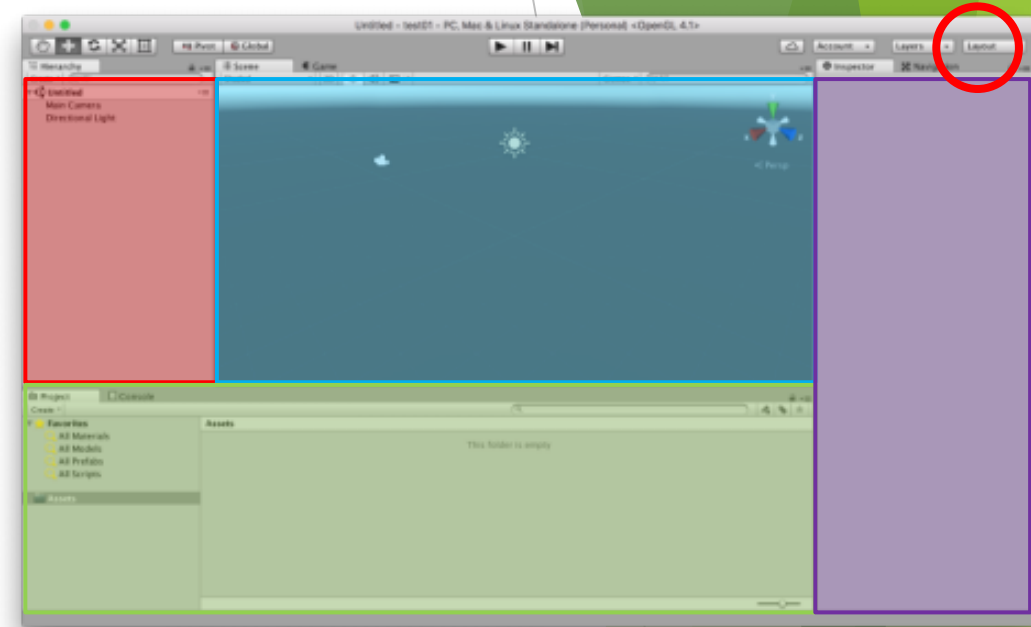 Untitled - test01 - PC, Mac & Linux Standalone (Personal) <OpenGL 4.1>
Pivot Global Account Layers Layout
Hierarchy Scene Game Inspector Navigation
Untitled
Main Camera
Directional Light
Persp
Project Console
Create
Favorites
All Materials
All Models
All Prefabs
All Scripts
Assets
Assets
This folder is empty